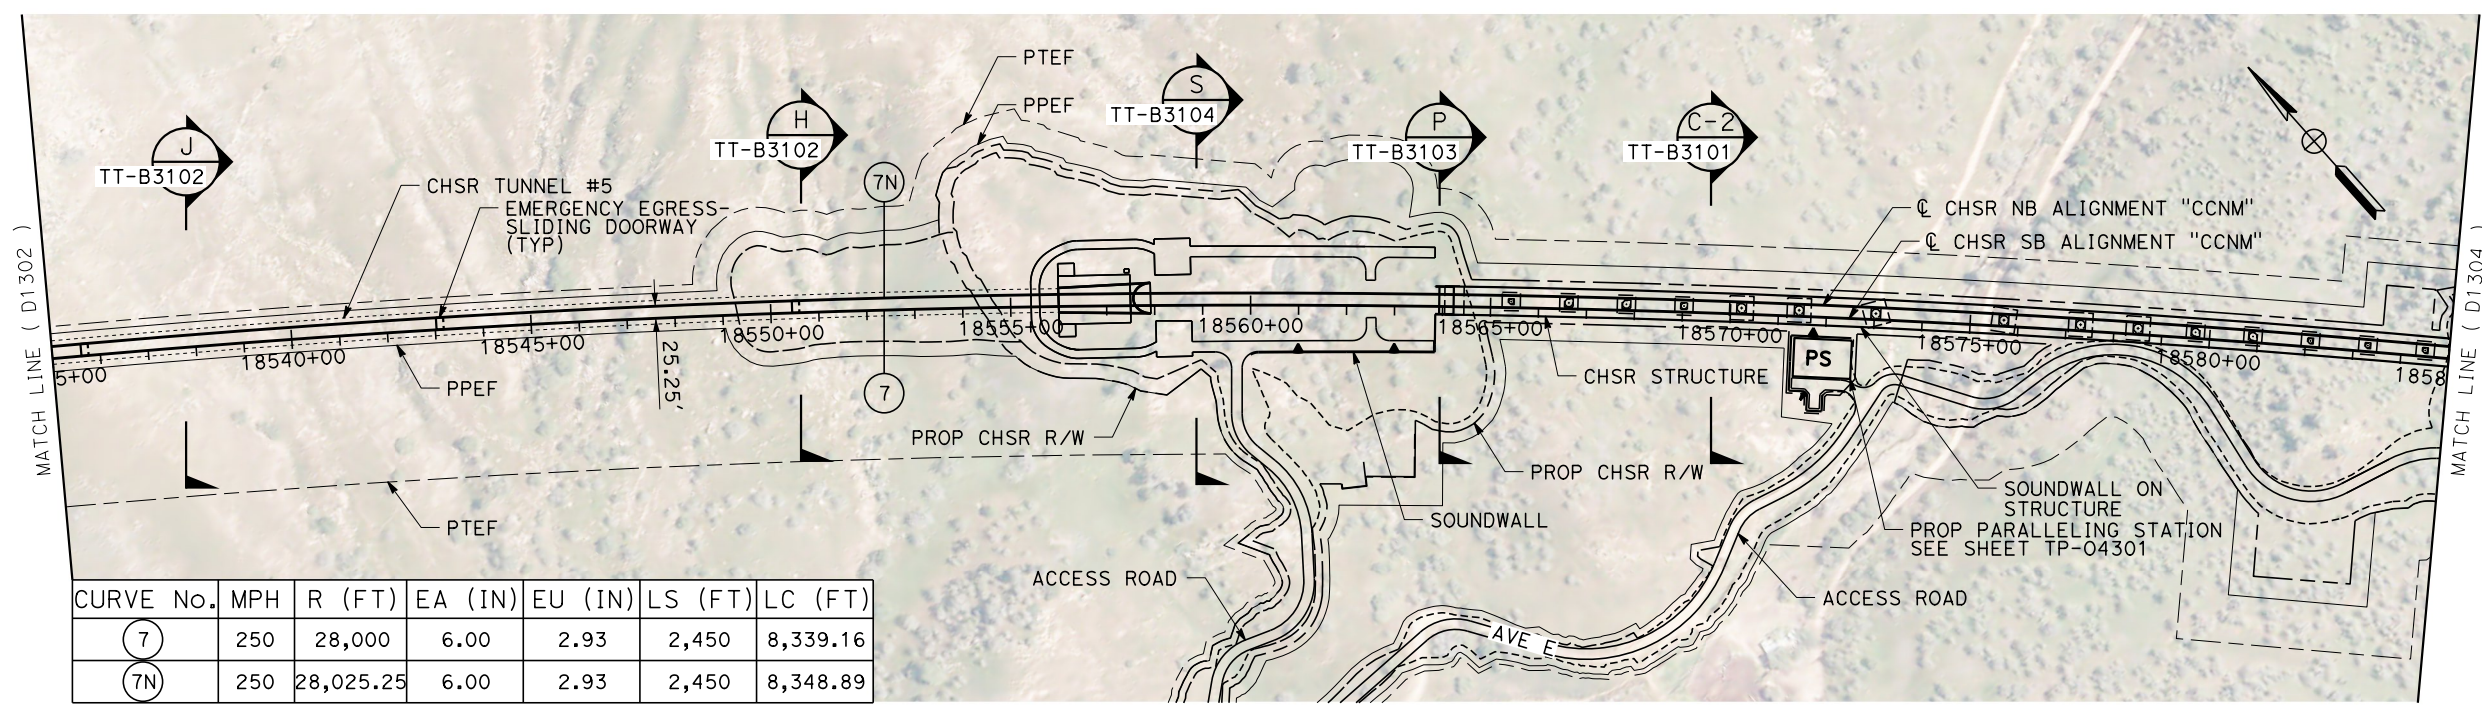 PTEF
PPEF
J
TT-B3102
H
TT-B3102
S
TT-B3104
P
TT-B3103
C-2
TT-B3101
7N
7
CHSR TUNNEL #5
EMERGENCY EGRESS-
SLIDING DOORWAY
(TYP)
℄ CHSR NB ALIGNMENT "CCNM"
℄ CHSR SB ALIGNMENT "CCNM"
MATCH LINE ( D1302 )
MATCH LINE ( D1304 )
5+00
18540+00
18545+00
18550+00
18555+00
18560+00
18565+00
18570+00
18575+00
18580+00
1858
25.25'
PS
PPEF
CHSR STRUCTURE
PROP CHSR R/W
PROP CHSR R/W
PTEF
SOUNDWALL
SOUNDWALL ON
STRUCTURE
PROP PARALLELING STATION
SEE SHEET TP-04301
ACCESS ROAD
ACCESS ROAD
AVE E
CURVE No. MPH R (FT) EA (IN) EU (IN) LS (FT) LC (FT)
7 250 28,000 6.00 2.93 2,450 8,339.16
7N 250 28,025.25 6.00 2.93 2,450 8,348.89